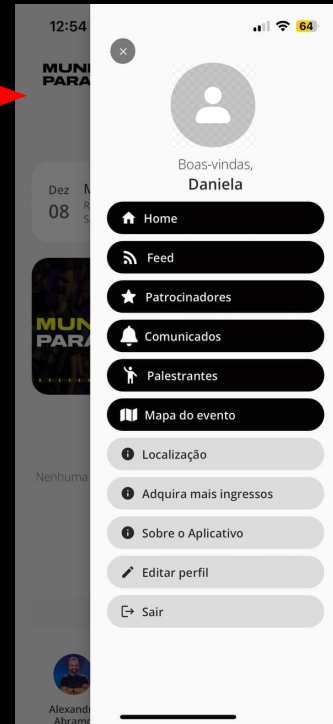 12:54
64
MUN
PARA
Boas-vindas,
Daniela
Dez
08
Home
Feed
Patrocinadores
Comunicados
Palestrantes
Mapa do evento
Localização
Adquira mais ingressos
Sobre o Aplicativo
Editar perfil
Sair
MUN
PARA
Nenhuma
Alexand
Abram